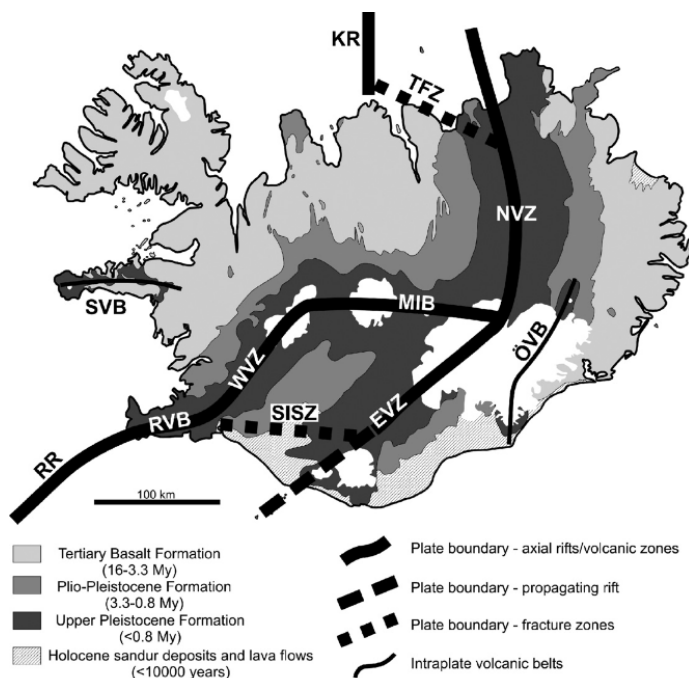 KR
TFZ
NVZ
SVB
MIB
ÖVB
WVZ
SISZ
EVZ
RVB
RR
100 km
Tertiary Basalt Formation
(16-3.3 My)
Plio-Pleistocene Formation
(3.3-0.8 My)
Upper Pleistocene Formation
(<0.8 My)
Holocene sandur deposits and lava flows
(<10000 years)
Plate boundary - axial rifts/volcanic zones
Plate boundary - propagating rift
Plate boundary - fracture zones
Intraplate volcanic belts